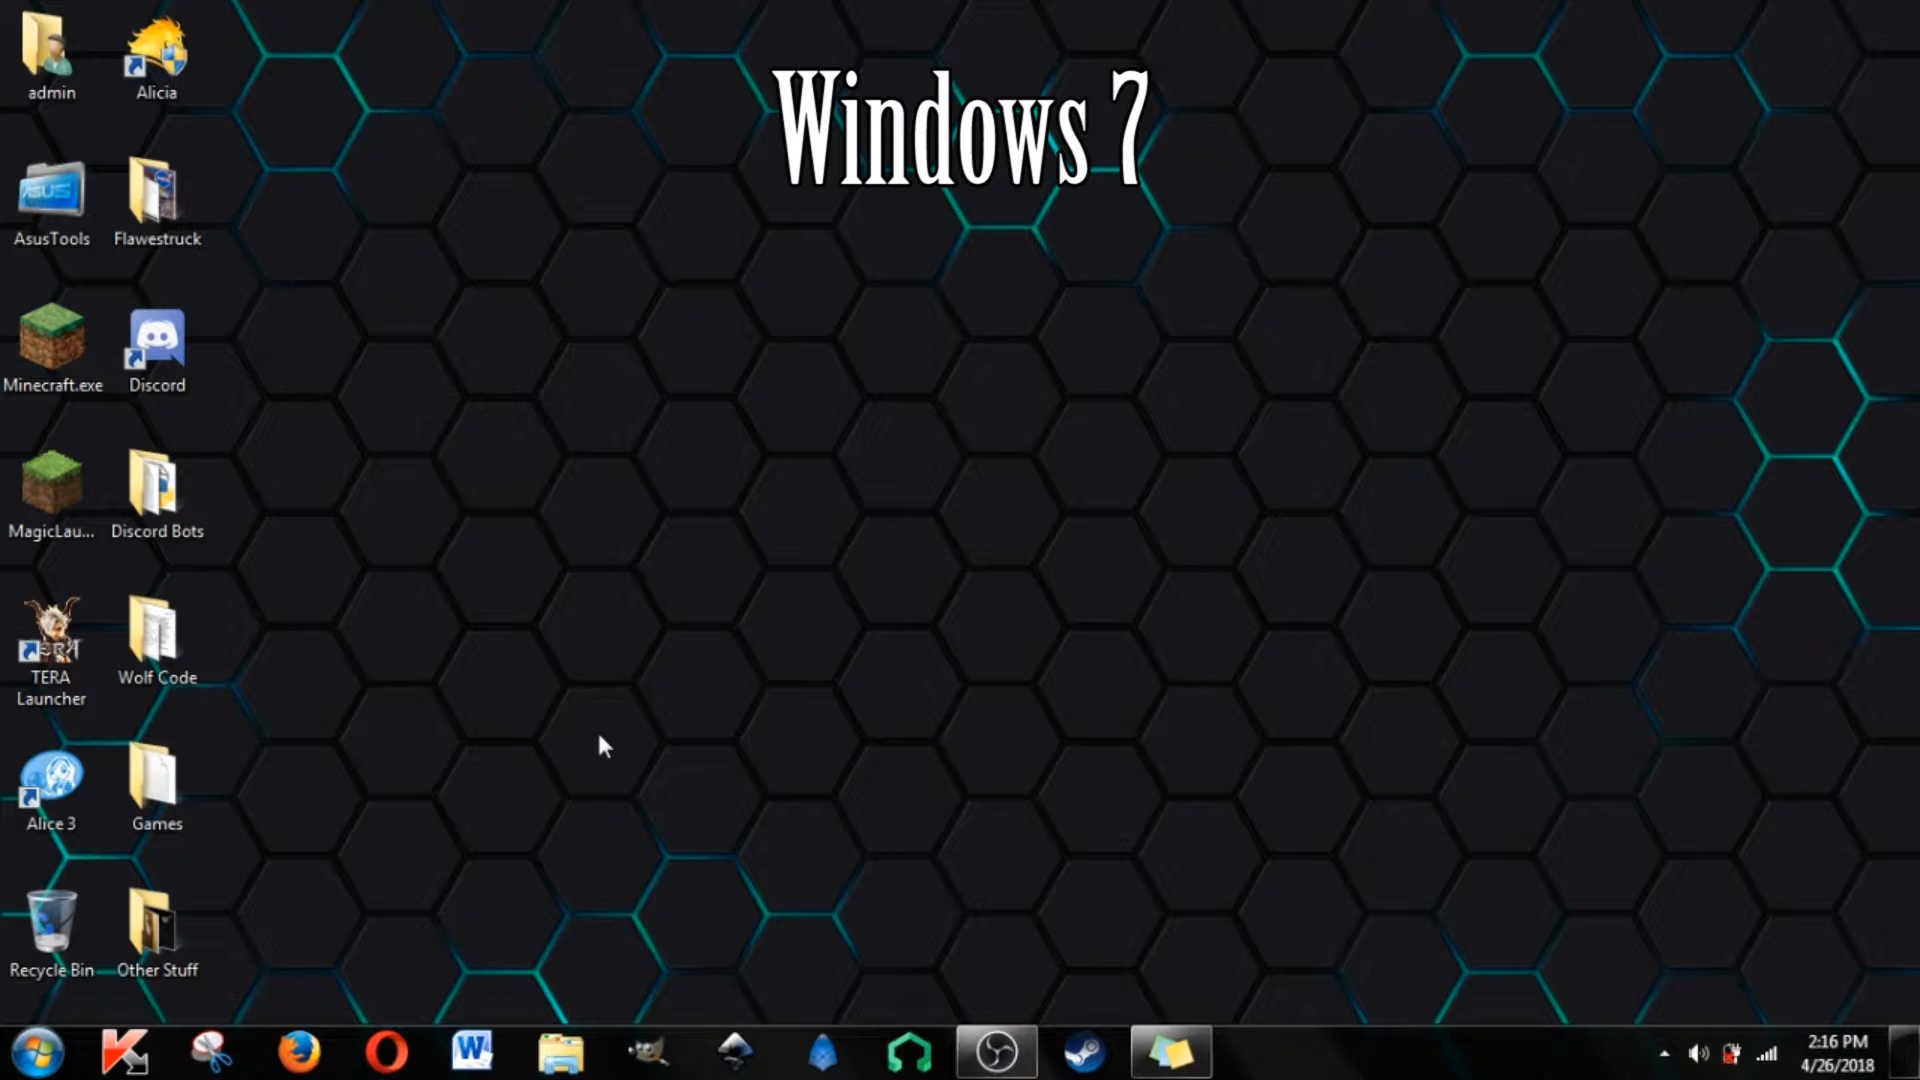 Windows 7
admin
Alicia
ASUS
AsusTools
Flawestruck
Minecraft.exe
Discord
MagicLau...
Discord Bots
TERA
Launcher
Wolf Code
Alice 3
Games
Recycle Bin
Other Stuff
W
2:16 PM
4/26/2018